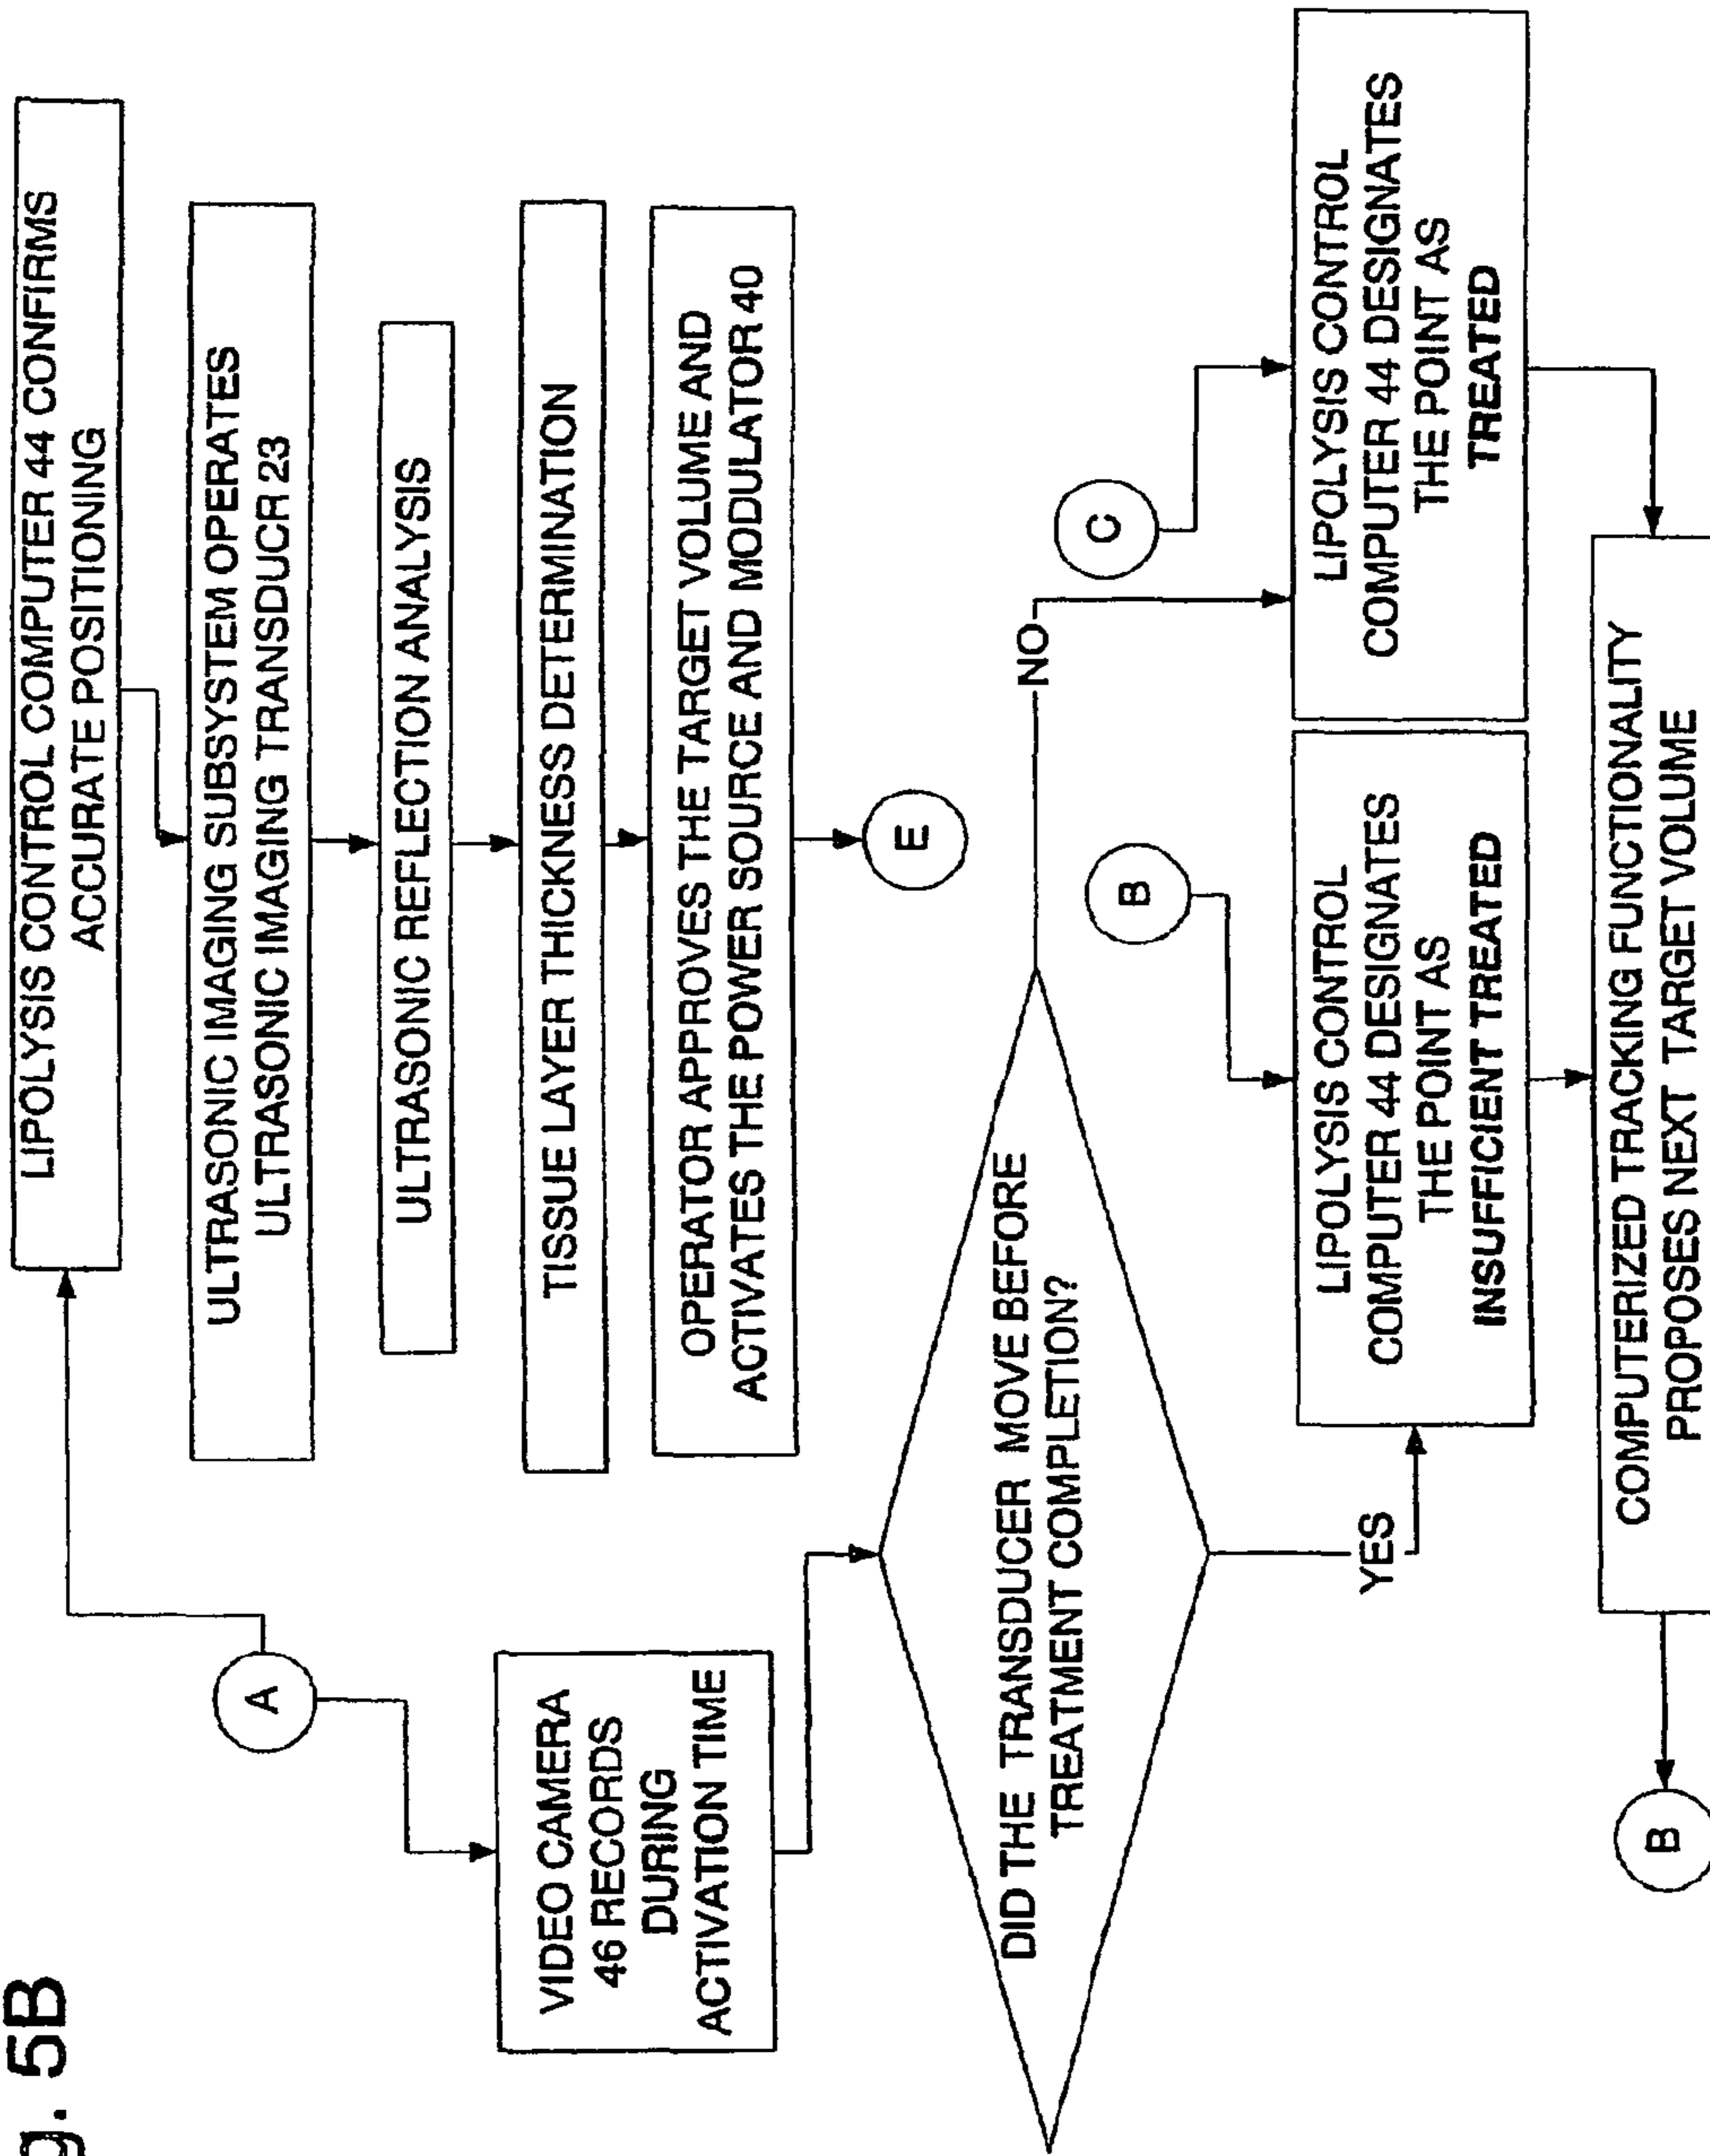 g. 5B
LIPOLYSIS CONTROL COMPUTER 44 CONFIRMS
ACCURATE POSITIONING
A
ULTRASONIC IMAGING SUBSYSTEM OPERATES
ULTRASONIC IMAGING TRANSDUCR 23
ULTRASONIC REFLECTION ANALYSIS
VIDEO CAMERA
46 RECORDS
DURING
ACTIVATION TIME
TISSUE LAYER THICKNESS DETERMINATION
OPERATOR APPROVES THE TARGET VOLUME AND
ACTIVATES THE POWER SOURCE AND MODULATOR 40
E
DID THE TRANSDUCER MOVE BEFORE
TREATMENT COMPLETION?
NO
C
B
YES
LIPOLYSIS CONTROL
COMPUTER 44 DESIGNATES
THE POINT AS
INSUFFICIENT TREATED
LIPOLYSIS CONTROL
COMPUTER 44 DESIGNATES
THE POINT AS
TREATED
COMPUTERIZED TRACKING FUNCTIONALITY
PROPOSES NEXT TARGET VOLUME
B